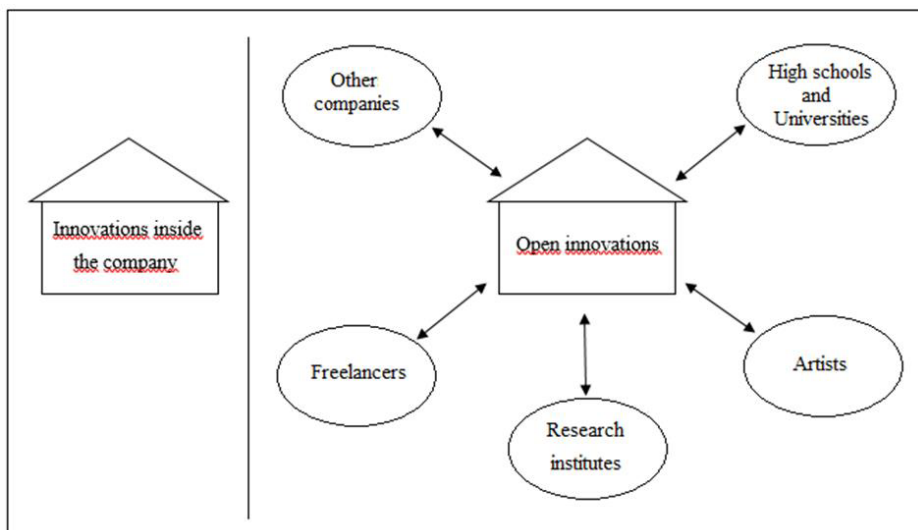 Innovations inside
the company
Other
companies
High schools
and
Universities
Open innovations
Freelancers
Artists
Research
institutes